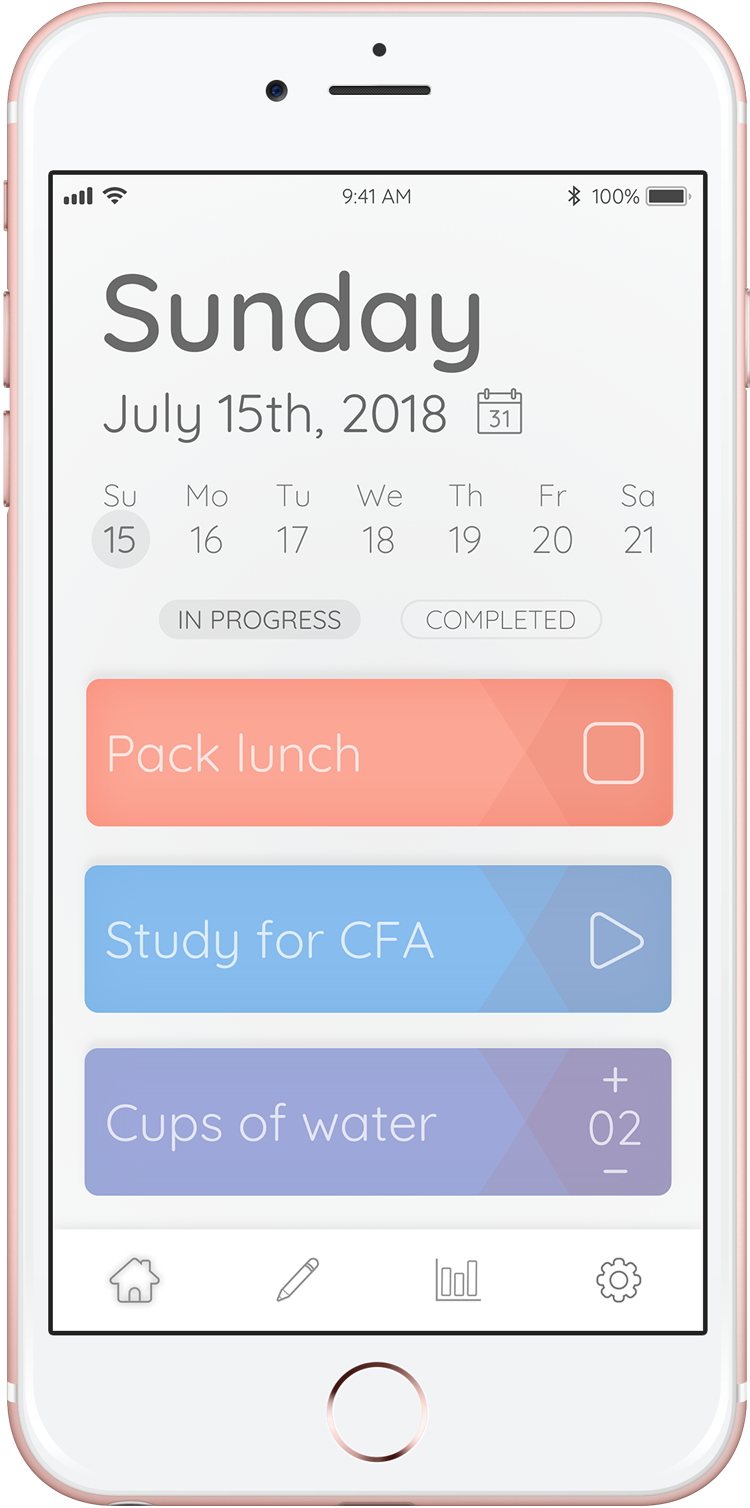 9:41 AM 100%
Sunday
July 15th, 2018 31
Su Mo Tu We Th Fr Sa
15 16 17 18 19 20 21
IN PROGRESS COMPLETED
Pack lunch
Study for CFA
+
Cups of water 02
−